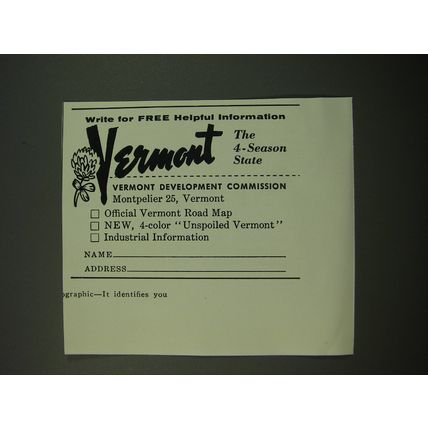 Write for FREE Helpful Information
Vermont
The
4-Season
State
VERMONT DEVELOPMENT COMMISSION
Montpelier 25, Vermont
Official Vermont Road Map
NEW, 4-color "Unspoiled Vermont"
Industrial Information
NAME
ADDRESS
ographic—It identifies you